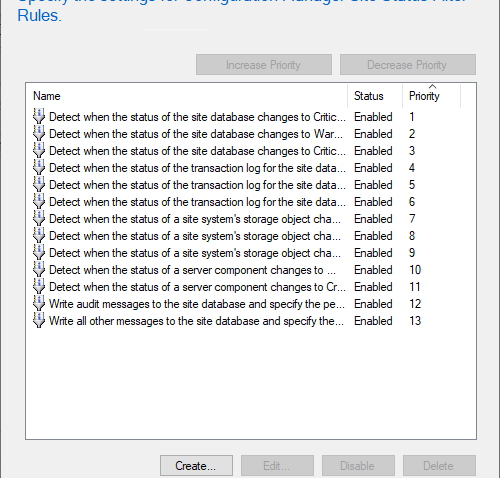 Specify the settings for Configuration Manager Site Status Filter
Rules.
Increase Priority Decrease Priority
Name Status Priority
Detect when the status of the site database changes to Critic... Enabled 1
Detect when the status of the site database changes to War... Enabled 2
Detect when the status of the site database changes to Critic... Enabled 3
Detect when the status of the transaction log for the site data... Enabled 4
Detect when the status of the transaction log for the site data... Enabled 5
Detect when the status of the transaction log for the site data... Enabled 6
Detect when the status of a site system's storage object cha... Enabled 7
Detect when the status of a site system's storage object cha... Enabled 8
Detect when the status of a site system's storage object cha... Enabled 9
Detect when the status of a server component changes to ... Enabled 10
Detect when the status of a server component changes to Cr... Enabled 11
Write audit messages to the site database and specify the pe... Enabled 12
Write all other messages to the site database and specify the... Enabled 13
Create... Edit... Disable Delete